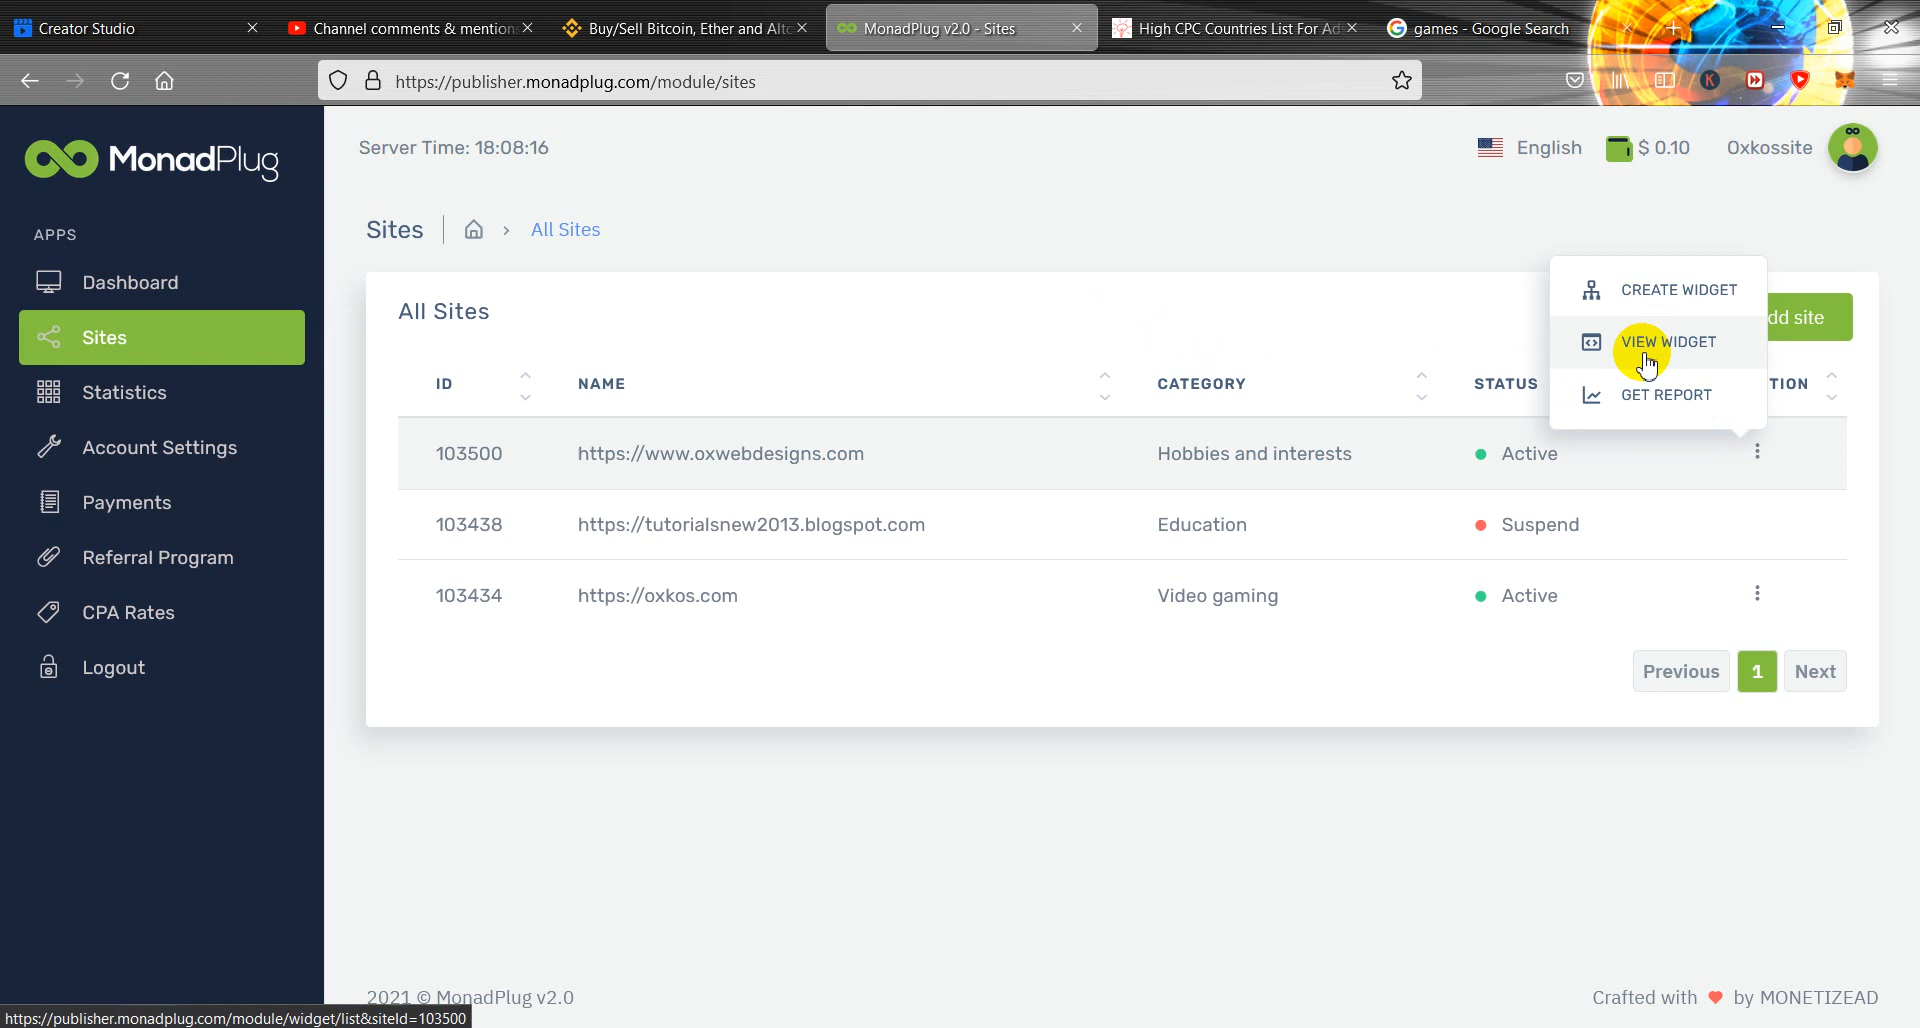 Creator Studio
Channel comments & mention
Buy/Sell Bitcoin, Ether and Altc
MonadPlug v2.0 - Sites
High CPC Countries List For Ad
games - Google Search
https://publisher.monadplug.com/module/sites
MonadPlug
Server Time: 18:08:16
English
$ 0.10
Oxkossite
APPS
Dashboard
Sites
Statistics
Account Settings
Payments
Referral Program
CPA Rates
Logout
Sites
All Sites
All Sites
CREATE WIDGET
VIEW WIDGET
GET REPORT
dd site
ID NAME CATEGORY STATUS TION
103500 https://www.oxwebdesigns.com Hobbies and interests Active
103438 https://tutorialsnew2013.blogspot.com Education Suspend
103434 https://oxkos.com Video gaming Active
Previous 1 Next
2021 © MonadPlug v2.0
Crafted with ♥ by MONETIZEAD
https://publisher.monadplug.com/module/widget/list&siteId=103500